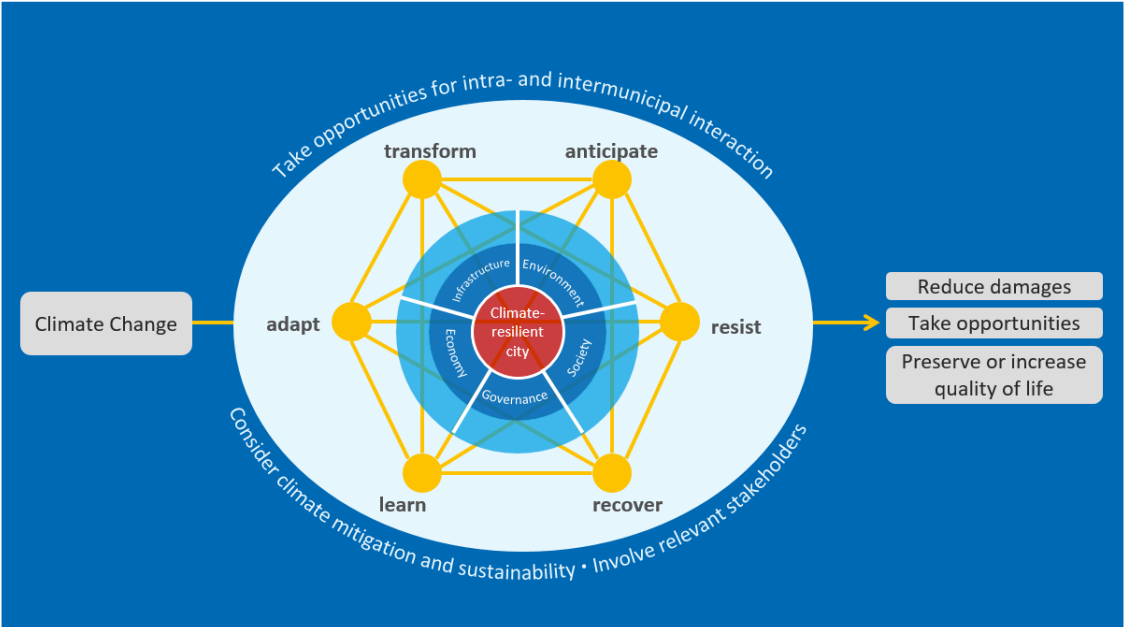 Take opportunities for intra- and intermunicipal interaction
transform
anticipate
Infrastructure
Environment
Climate Change
adapt
Climate-
resilient
city
resist
Economy
Society
Governance
learn
recover
Reduce damages
Take opportunities
Preserve or increase
quality of life
Consider climate mitigation and sustainability • Involve relevant stakeholders